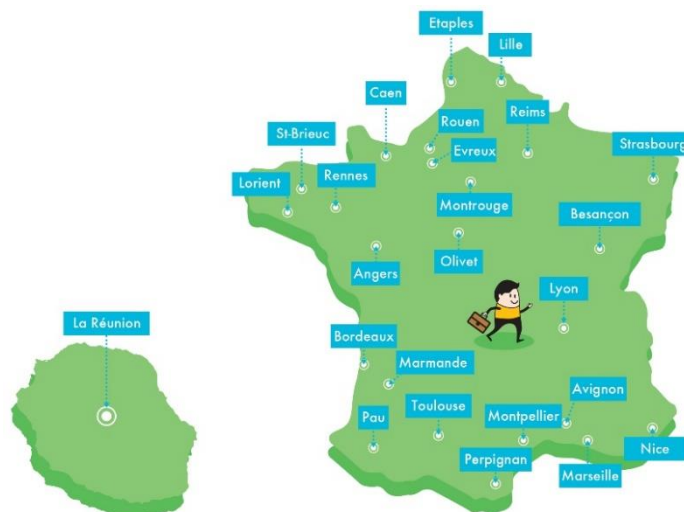 Etaples
Lille
Caen
Rouen
Reims
St-Brieuc
Evreux
Strasbourg
Rennes
Lorient
Montrouge
Besançon
Olivet
Angers
Lyon
La Réunion
Bordeaux
Marmande
Avignon
Toulouse
Pau
Montpellier
Nice
Perpignan
Marseille